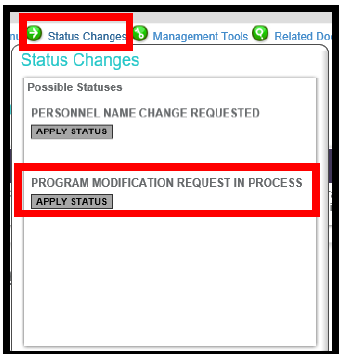 Status Changes Management Tools Related Do
Status Changes
Possible Statuses
PERSONNEL NAME CHANGE REQUESTED
APPLY STATUS
PROGRAM MODIFICATION REQUEST IN PROCESS
APPLY STATUS